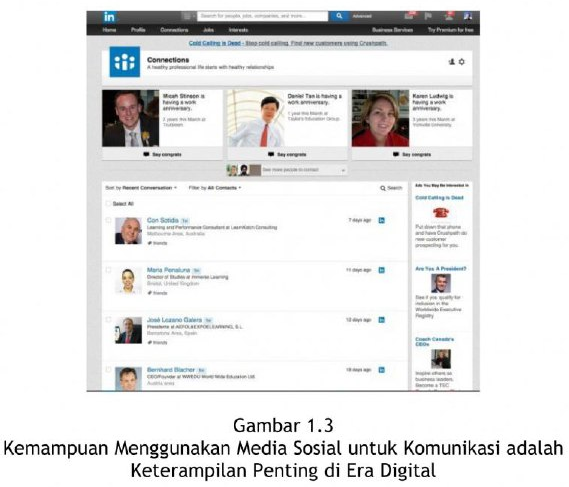 in
Search for people, jobs, companies, and more...
Advanced
Home Profile Connections Jobs Interests
Business Services Try Premium for free
Cold Calling is Dead - Stop cold calling. Find new customers using Crushpath.
Connections
A healthy professional life starts with healthy relationships
Micah Stinson is having a work anniversary.
2 years this March at
Say congrats
Daniel Tan is having a work anniversary.
1 year this March at Taylor's Education Group
Say congrats
Karen Ludwig is having a work anniversary.
5 years this March at Yorkville University
Say congrats
See more people to contact
Sort by Recent Conversation
Filter by All Contacts
Search
Select All
Con Sotidis 1st
Learning and Performance Consultant at LearnKotch Consulting
Melbourne Area, Australia
friends
7 days ago
Maria Pensiuna 1st
Director of Studies at Immerse Learning
Bristol, United Kingdom
friends
11 days ago
José Lozano Galera 1st
Barcelona Area, Spain
friends
12 days ago
Bernhard Blacher 1st
CEO/Founder at WWEDU World Wide Education Ltd
Austria area
18 days ago
Ads You May Be Interested In
Cold Calling is Dead
Put down that phone and have Crushpath do new customer prospecting for you.
Are You A President?
See if you qualify for inclusion in the Worldwide Executive Registry
Coach Canada's CEOs
Inspire others as business leaders. Become a TEC
Gambar 1.3
Kemampuan Menggunakan Media Sosial untuk Komunikasi adalah
Keterampilan Penting di Era Digital